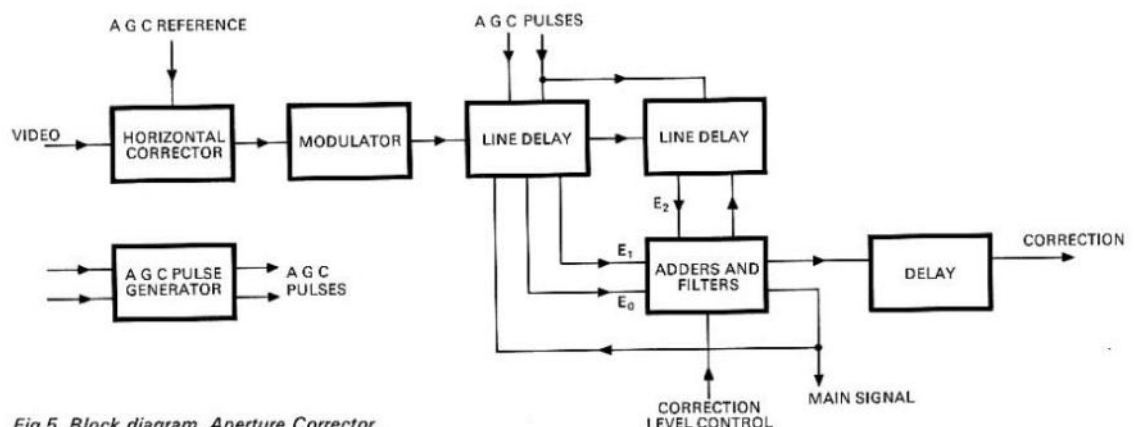 A G C REFERENCE
A G C PULSES
VIDEO
HORIZONTAL
CORRECTOR
MODULATOR
LINE DELAY
LINE DELAY
E2
E1
E0
A G C PULSE
GENERATOR
A G C
PULSES
ADDERS AND
FILTERS
DELAY
CORRECTION
MAIN SIGNAL
CORRECTION
LEVEL CONTROL
Fig 5. Block diagram, Aperture Corrector